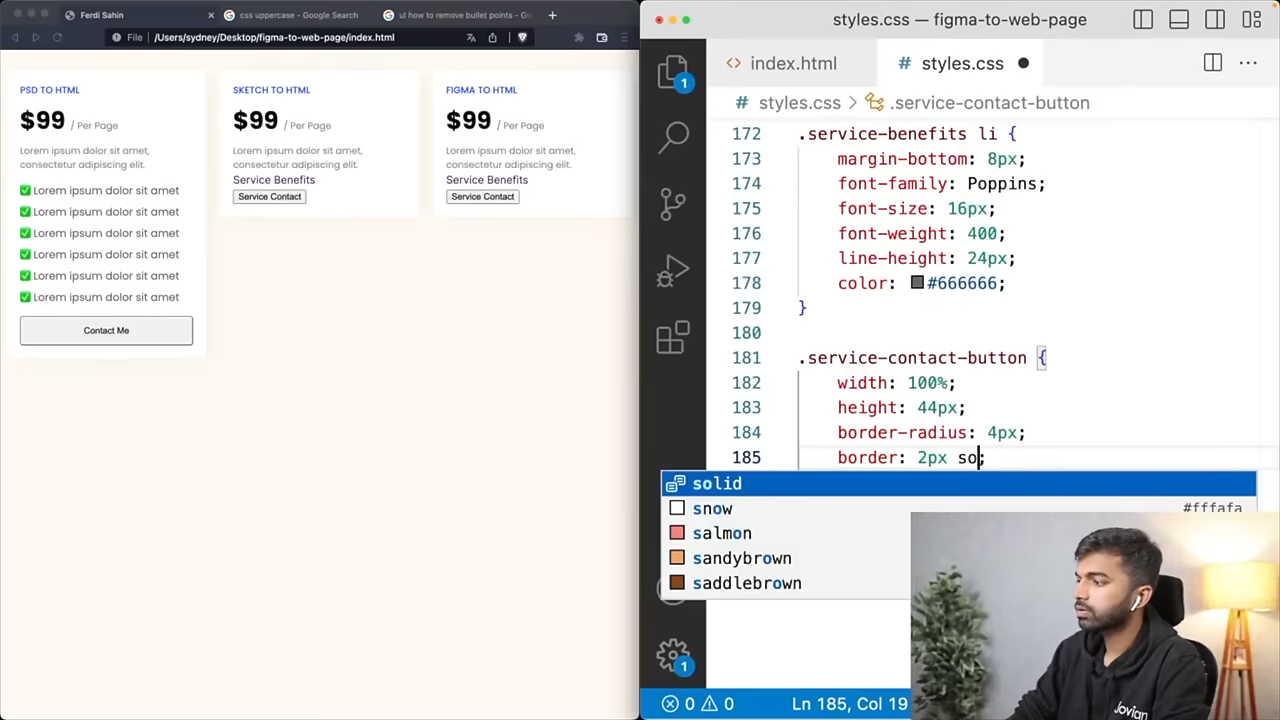 Ferdi Sahin
css uppercase - Google Search
ul how to remove bullet points - Go
File
/Users/sydney/Desktop/figma-to-web-page/index.html
PSD TO HTML
$99 / Per Page
Lorem ipsum dolor sit amet,
consectetur adipiscing elit.
✅ Lorem ipsum dolor sit amet
✅ Lorem ipsum dolor sit amet
✅ Lorem ipsum dolor sit amet
✅ Lorem ipsum dolor sit amet
✅ Lorem ipsum dolor sit amet
✅ Lorem ipsum dolor sit amet
Contact Me
SKETCH TO HTML
$99 / Per Page
Lorem ipsum dolor sit amet,
consectetur adipiscing elit.
Service Benefits
Service Contact
FIGMA TO HTML
$99 / Per Page
Lorem ipsum dolor sit amet,
consectetur adipiscing elit.
Service Benefits
Service Contact
styles.css — figma-to-web-page
1
<> index.html
# styles.css
# styles.css > .service-contact-button
172 .service-benefits li {
173 margin-bottom: 8px;
174 font-family: Poppins;
175 font-size: 16px;
176 font-weight: 400;
177 line-height: 24px;
178 color: #666666;
179 }
180
181 .service-contact-button {
182 width: 100%;
183 height: 44px;
184 border-radius: 4px;
185 border: 2px so;
solid
snow #fffafa
salmon
sandybrown
saddlebrown
1
0 0
Ln 185, Col 19
Jovian